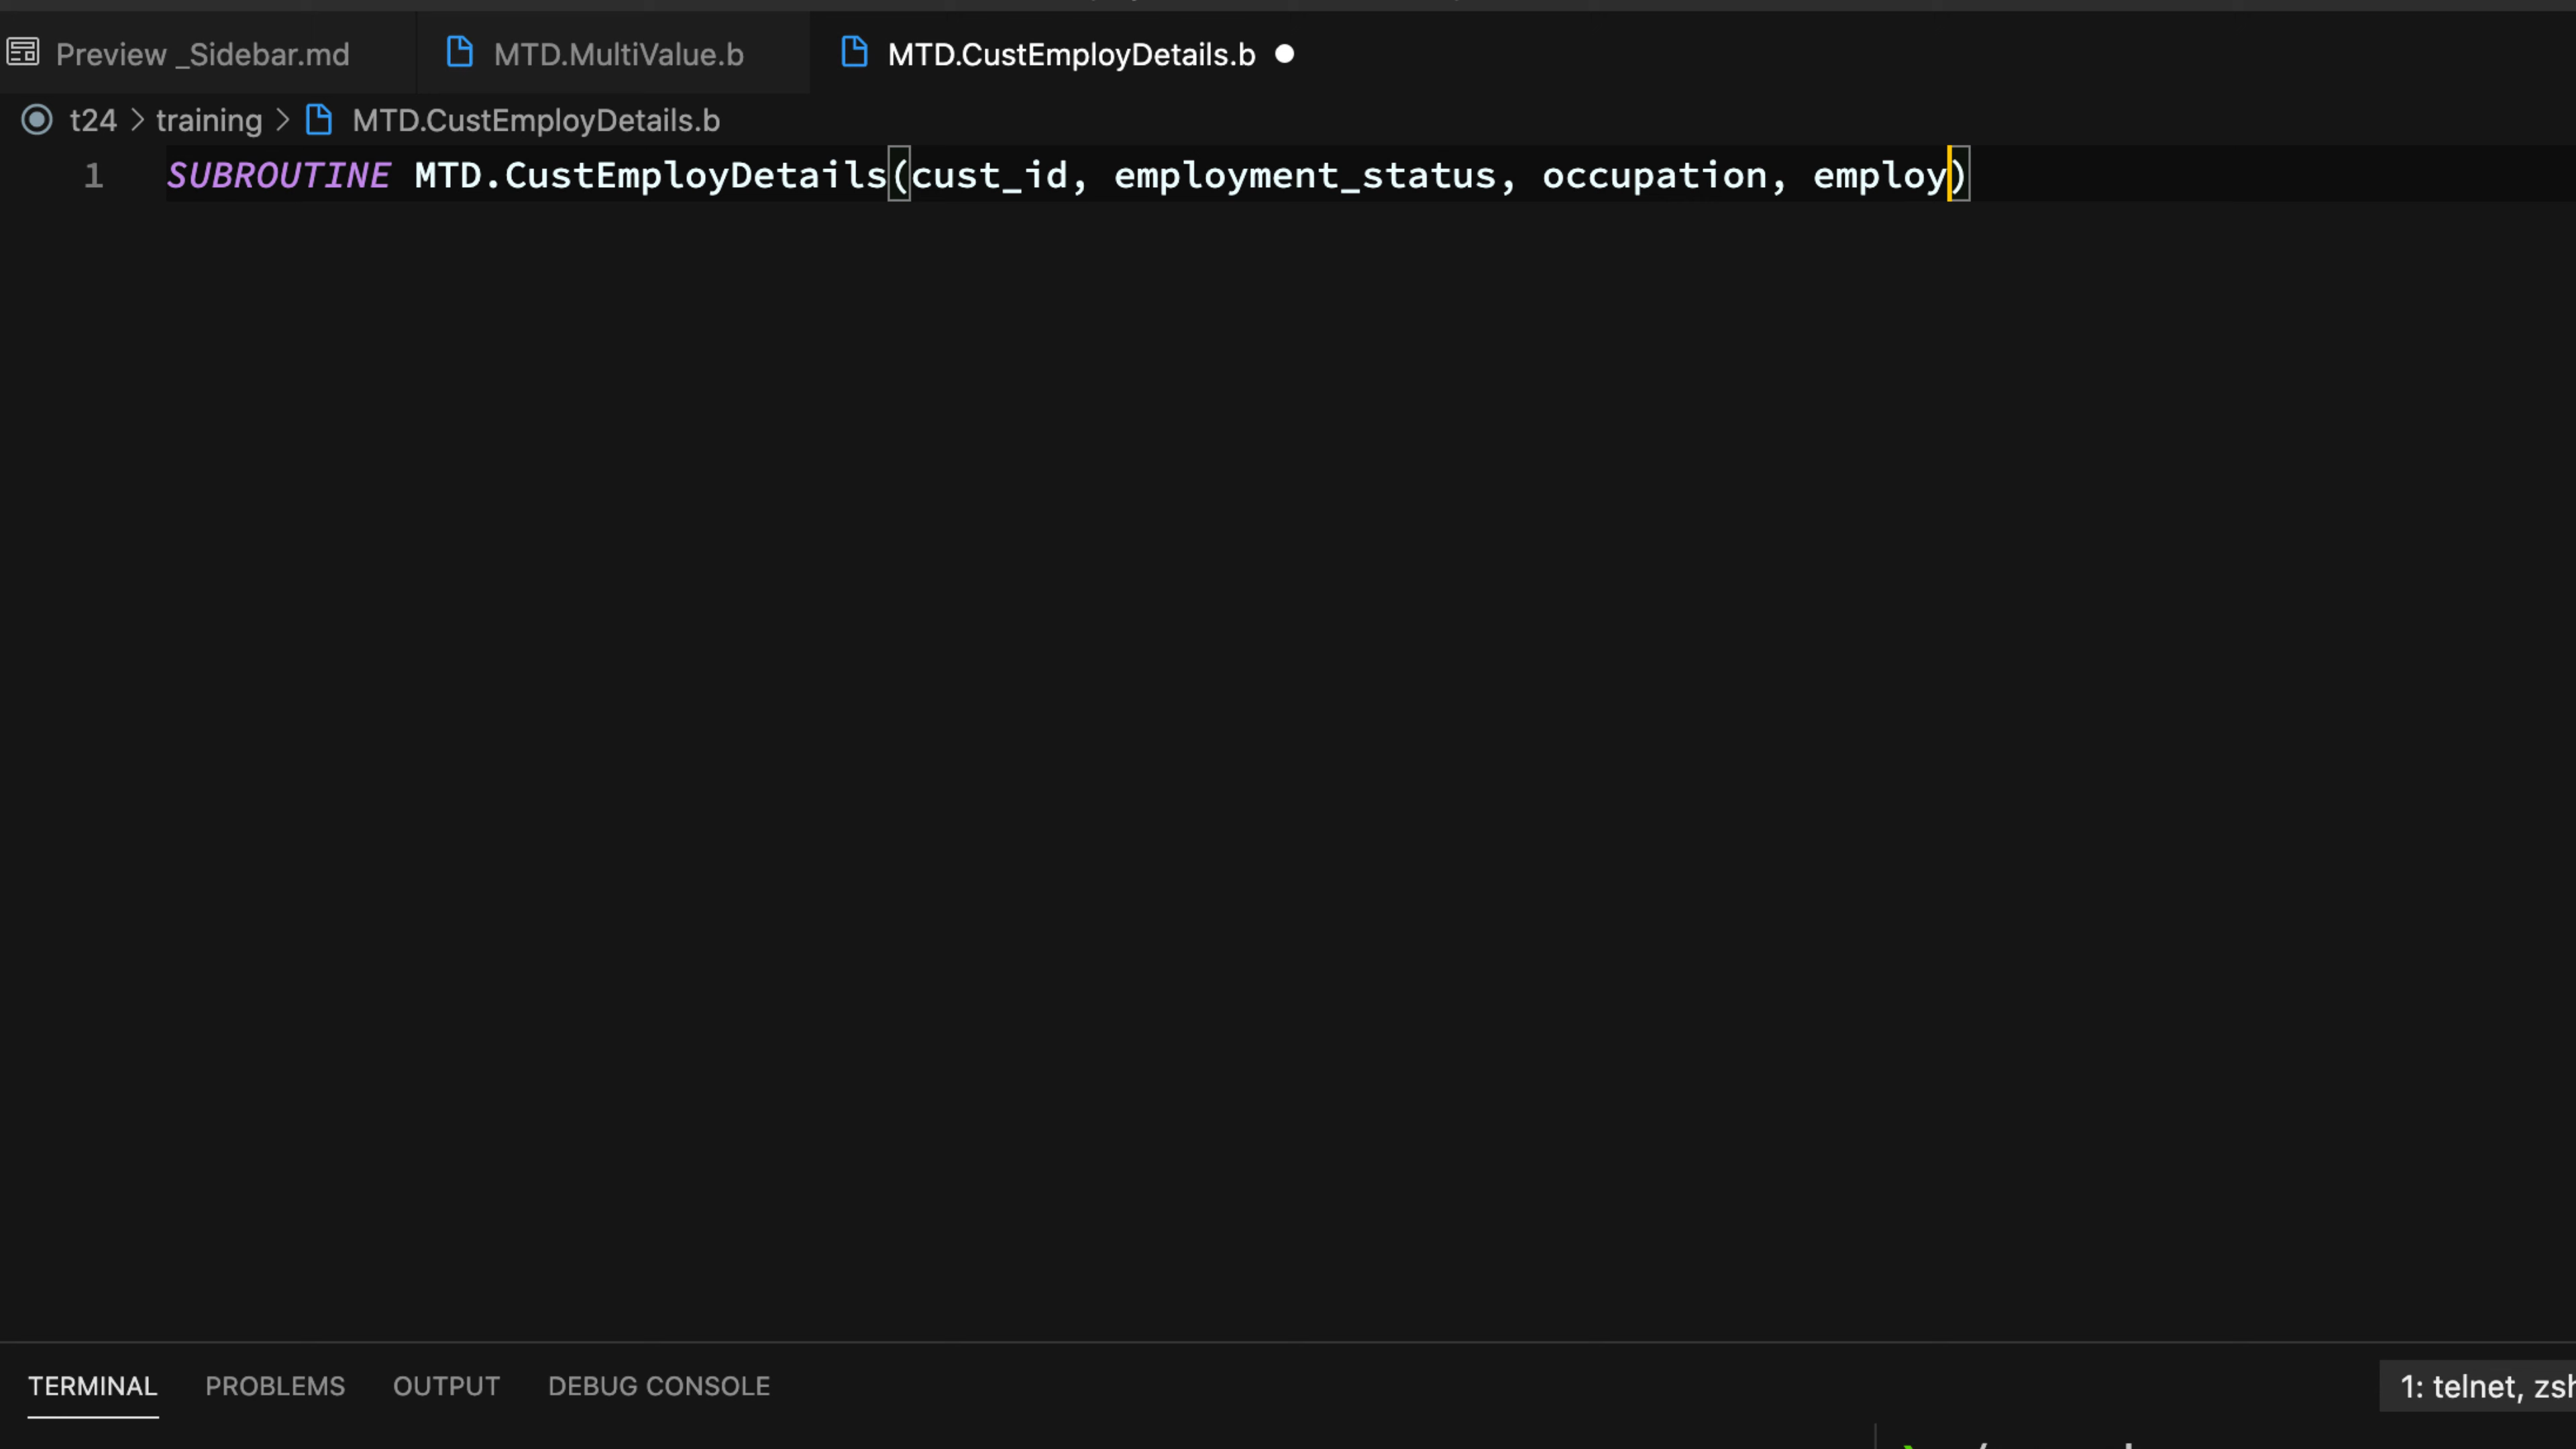 Preview _Sidebar.md MTD.MultiValue.b MTD.CustEmployDetails.b
t24 > training > MTD.CustEmployDetails.b
1 SUBROUTINE MTD.CustEmployDetails(cust_id, employment_status, occupation, employ)
TERMINAL PROBLEMS OUTPUT DEBUG CONSOLE 1: telnet, zsh